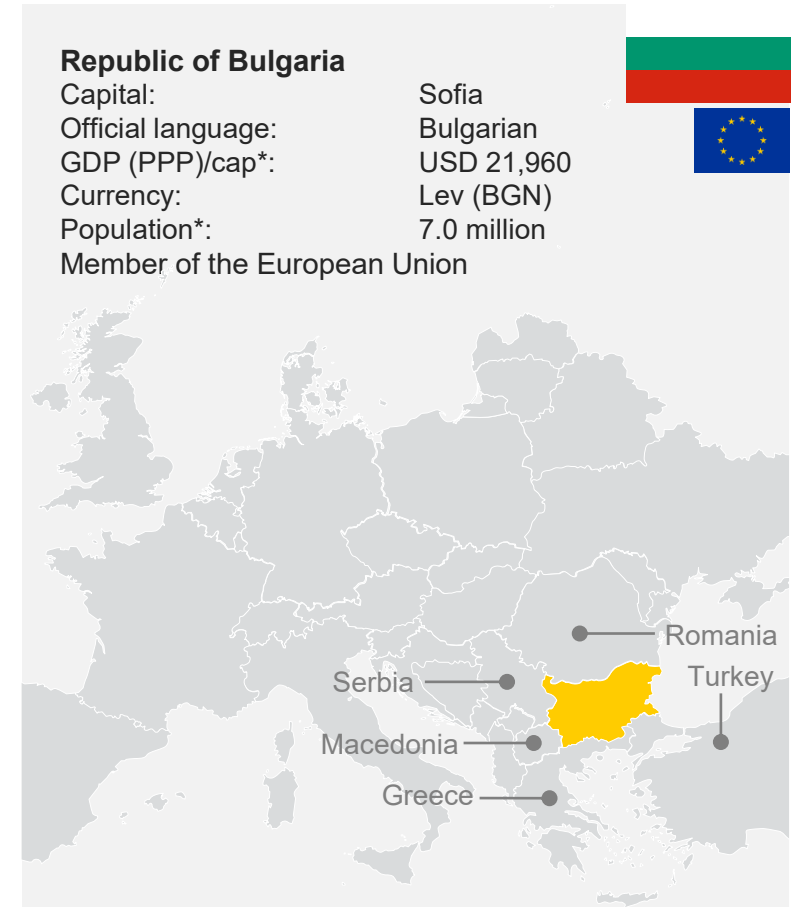 Republic of Bulgaria
Capital: Sofia
Official language: Bulgarian
GDP (PPP)/cap*: USD 21,960
Currency: Lev (BGN)
Population*: 7.0 million
Member of the European Union
Romania
Turkey
Serbia
Macedonia
Greece